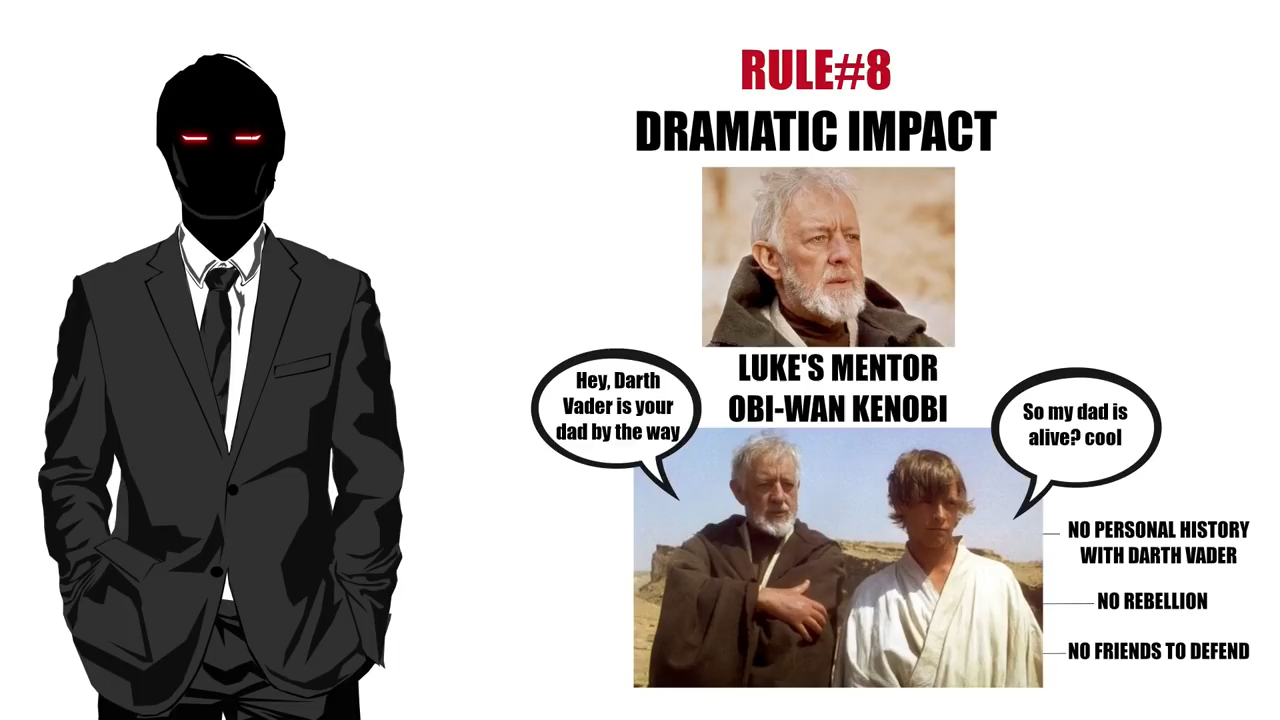 RULE#8
DRAMATIC IMPACT
LUKE'S MENTOR
OBI-WAN KENOBI
Hey, Darth
Vader is your
dad by the way
So my dad is
alive? cool
NO PERSONAL HISTORY
WITH DARTH VADER
NO REBELLION
NO FRIENDS TO DEFEND